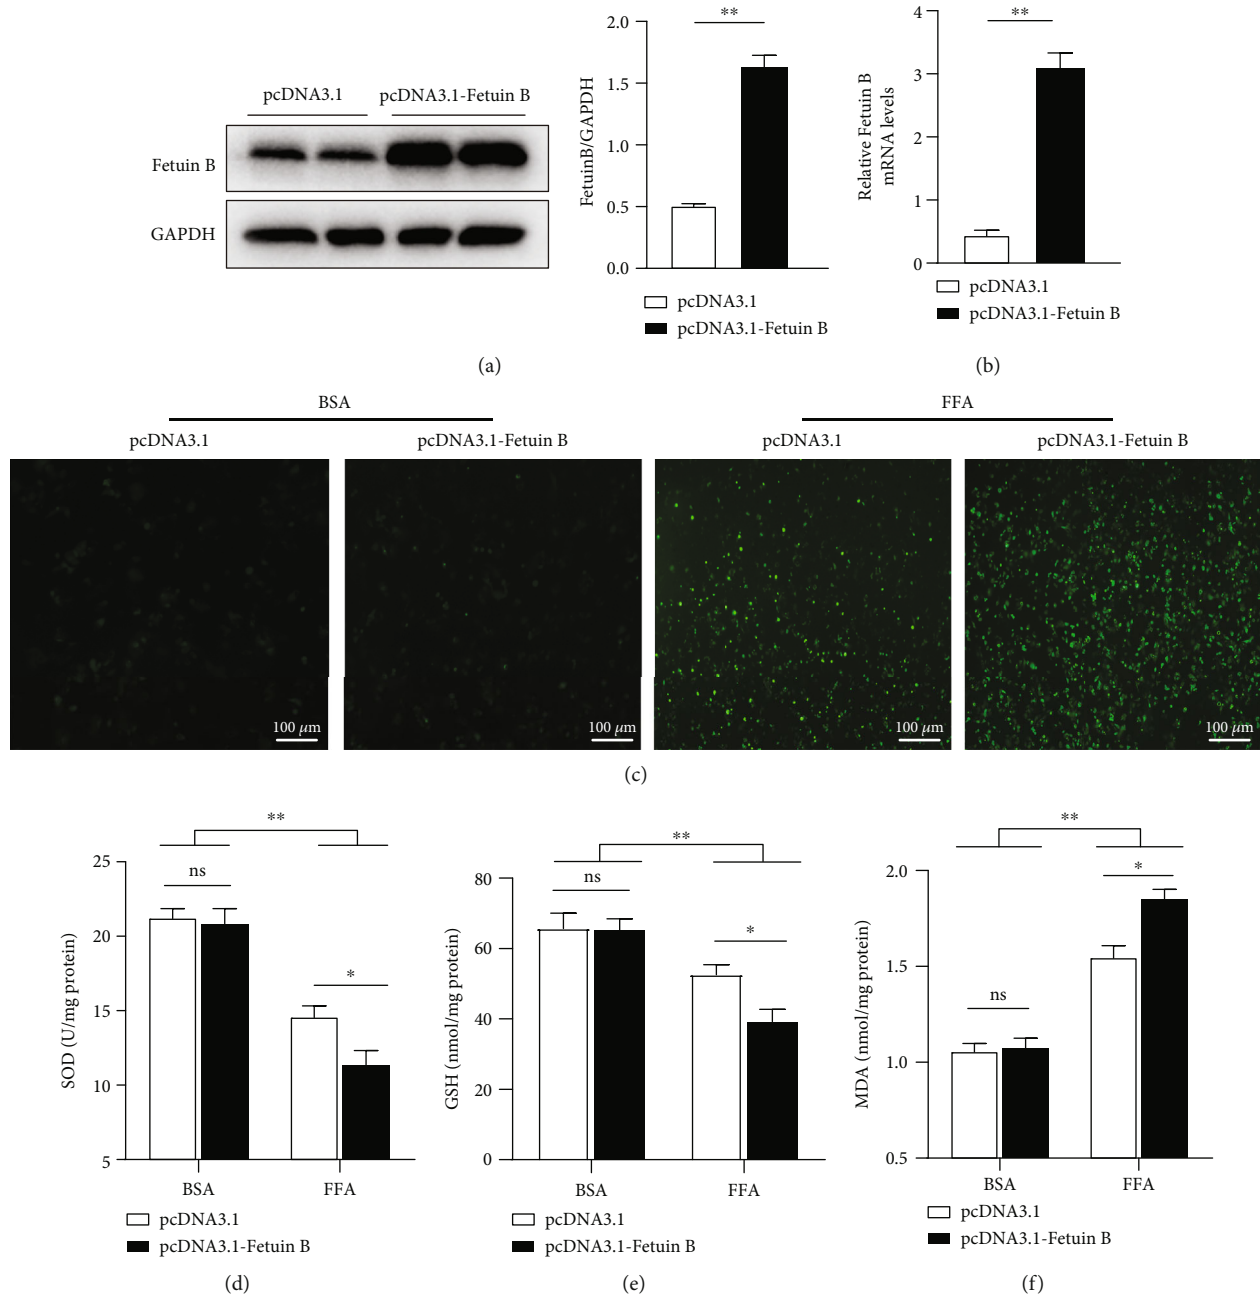 pcDNA3.1 pcDNA3.1-Fetuin B
Fetuin B
GAPDH
FetuinB/GAPDH
2.0
1.5
1.0
0.5
0.0
**
pcDNA3.1
pcDNA3.1-Fetuin B
(a)
Relative Fetuin B
mRNA levels
4
3
2
1
0
**
pcDNA3.1
pcDNA3.1-Fetuin B
(b)
BSA FFA
pcDNA3.1 pcDNA3.1-Fetuin B pcDNA3.1 pcDNA3.1-Fetuin B
100 μm 100 μm 100 μm 100 μm
(c)
SOD (U/mg protein)
25
20
15
10
5
**
ns
*
BSA FFA
pcDNA3.1
pcDNA3.1-Fetuin B
(d)
GSH (nmol/mg protein)
80
60
40
20
0
**
ns
*
BSA FFA
pcDNA3.1
pcDNA3.1-Fetuin B
(e)
MDA (nmol/mg protein)
2.0
1.5
1.0
0.5
**
ns
*
BSA FFA
pcDNA3.1
pcDNA3.1-Fetuin B
(f)